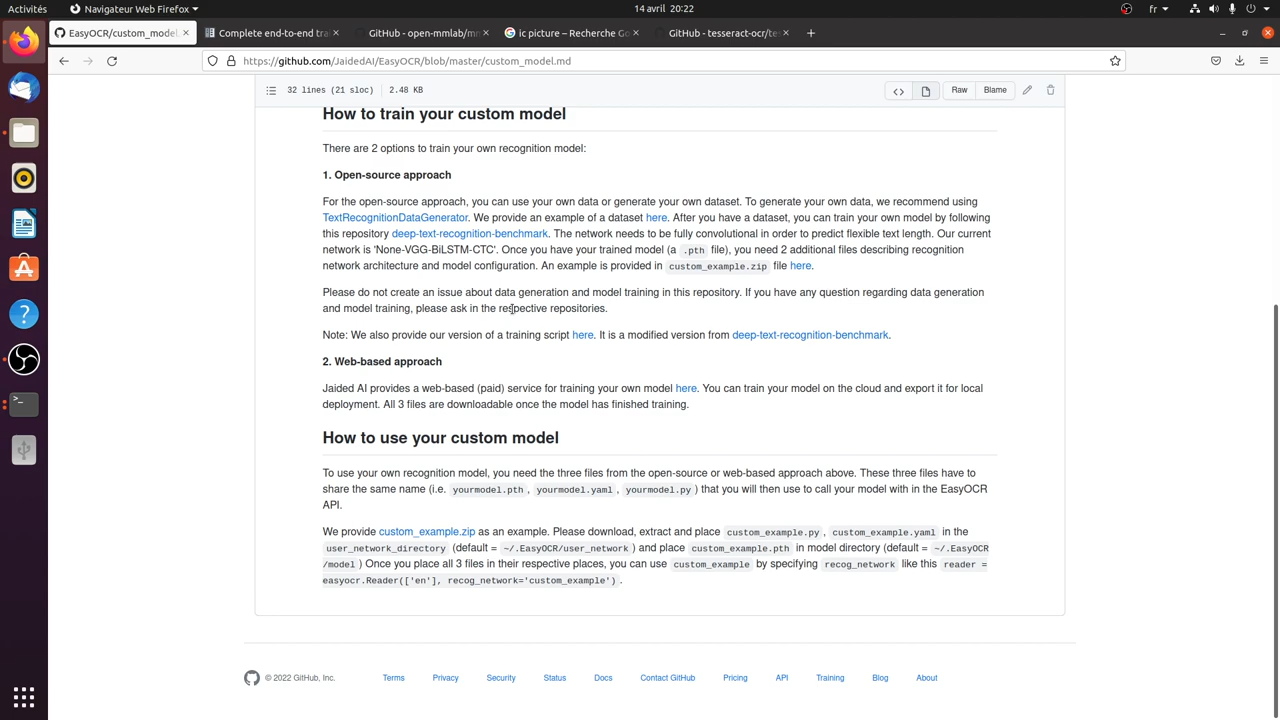 Activités
Navigateur Web Firefox
14 avril 20:22
fr
EasyOCR/custom_model.
Complete end-to-end trai
GitHub - open-mmlab/mm
ic picture – Recherche Go
GitHub - tesseract-ocr/tes
https://github.com/JaidedAI/EasyOCR/blob/master/custom_model.md
32 lines (21 sloc)
2.48 KB
Raw
Blame
How to train your custom model
There are 2 options to train your own recognition model:
1. Open-source approach
For the open-source approach, you can use your own data or generate your own dataset. To generate your own data, we recommend using
TextRecognitionDataGenerator. We provide an example of a dataset here. After you have a dataset, you can train your own model by following
this repository deep-text-recognition-benchmark. The network needs to be fully convolutional in order to predict flexible text length. Our current
network is 'None-VGG-BiLSTM-CTC'. Once you have your trained model (a .pth file), you need 2 additional files describing recognition
network architecture and model configuration. An example is provided in custom_example.zip file here.
Please do not create an issue about data generation and model training in this repository. If you have any question regarding data generation
and model training, please ask in the respective repositories.
Note: We also provide our version of a training script here. It is a modified version from deep-text-recognition-benchmark.
2. Web-based approach
Jaided AI provides a web-based (paid) service for training your own model here. You can train your model on the cloud and export it for local
deployment. All 3 files are downloadable once the model has finished training.
How to use your custom model
To use your own recognition model, you need the three files from the open-source or web-based approach above. These three files have to
share the same name (i.e. yourmodel.pth , yourmodel.yaml , yourmodel.py ) that you will then use to call your model with in the EasyOCR
API.
We provide custom_example.zip as an example. Please download, extract and place custom_example.py , custom_example.yaml in the
user_network_directory (default = ~/.EasyOCR/user_network ) and place custom_example.pth in model directory (default = ~/.EasyOCR
/model ) Once you place all 3 files in their respective places, you can use custom_example by specifying recog_network like this reader =
easyocr.Reader(['en'], recog_network='custom_example') .
© 2022 GitHub, Inc.
Terms
Privacy
Security
Status
Docs
Contact GitHub
Pricing
API
Training
Blog
About